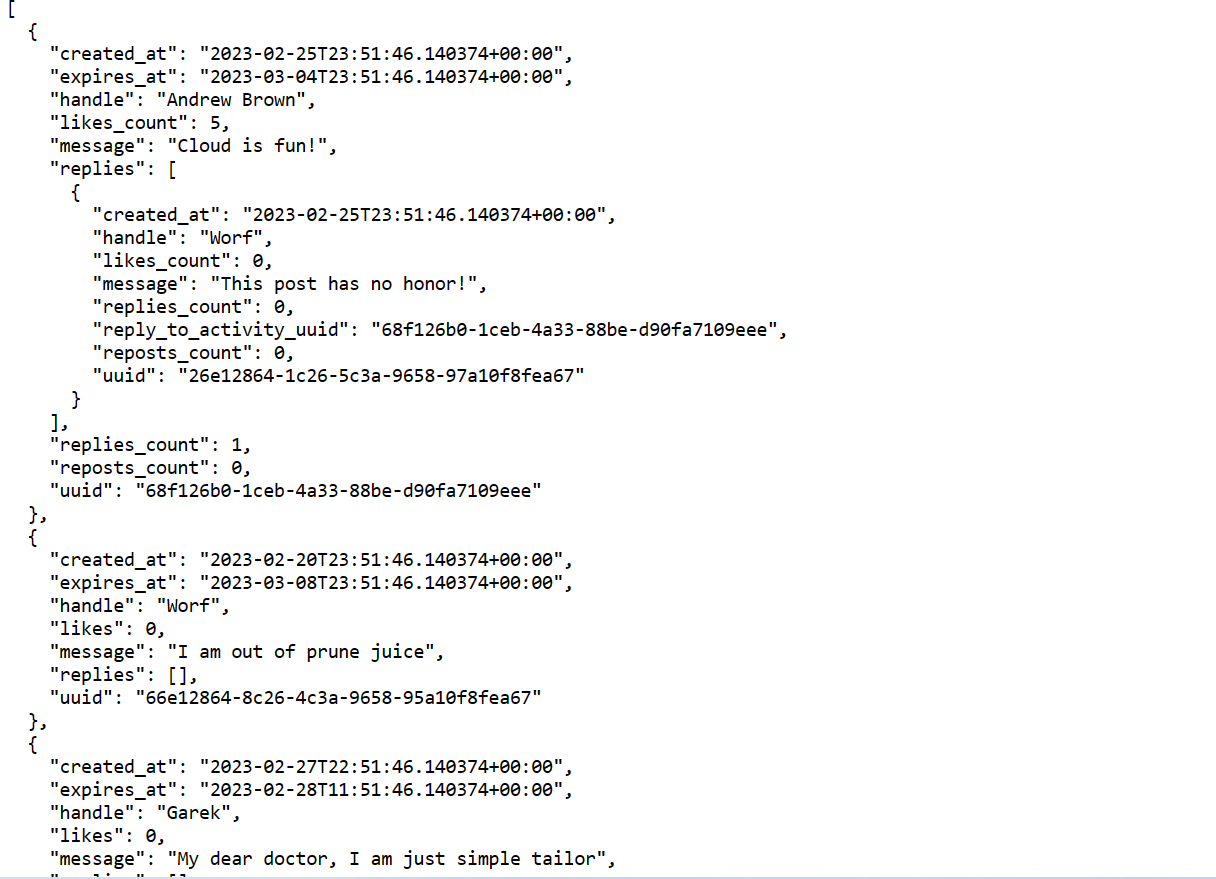 [
  {
    "created_at": "2023-02-25T23:51:46.140374+00:00",
    "expires_at": "2023-03-04T23:51:46.140374+00:00",
    "handle": "Andrew Brown",
    "likes_count": 5,
    "message": "Cloud is fun!",
    "replies": [
      {
        "created_at": "2023-02-25T23:51:46.140374+00:00",
        "handle": "Worf",
        "likes_count": 0,
        "message": "This post has no honor!",
        "replies_count": 0,
        "reply_to_activity_uuid": "68f126b0-1ceb-4a33-88be-d90fa7109eee",
        "reposts_count": 0,
        "uuid": "26e12864-1c26-5c3a-9658-97a10f8fea67"
      }
    ],
    "replies_count": 1,
    "reposts_count": 0,
    "uuid": "68f126b0-1ceb-4a33-88be-d90fa7109eee"
  },
  {
    "created_at": "2023-02-20T23:51:46.140374+00:00",
    "expires_at": "2023-03-08T23:51:46.140374+00:00",
    "handle": "Worf",
    "likes": 0,
    "message": "I am out of prune juice",
    "replies": [],
    "uuid": "66e12864-8c26-4c3a-9658-95a10f8fea67"
  },
  {
    "created_at": "2023-02-27T22:51:46.140374+00:00",
    "expires_at": "2023-02-28T11:51:46.140374+00:00",
    "handle": "Garek",
    "likes": 0,
    "message": "My dear doctor, I am just simple tailor",